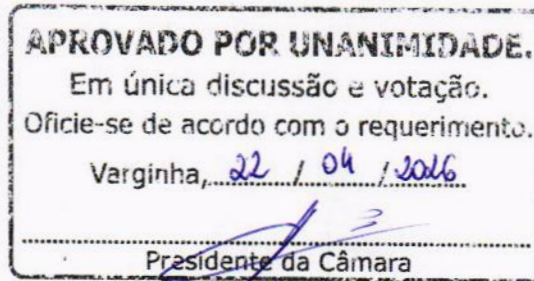 APROVADO POR UNANIMIDADE.
Em única discussão e votação.
Oficie-se de acordo com o requerimento.
Varginha, 22 / 04 / 2026
Presidente da Câmara